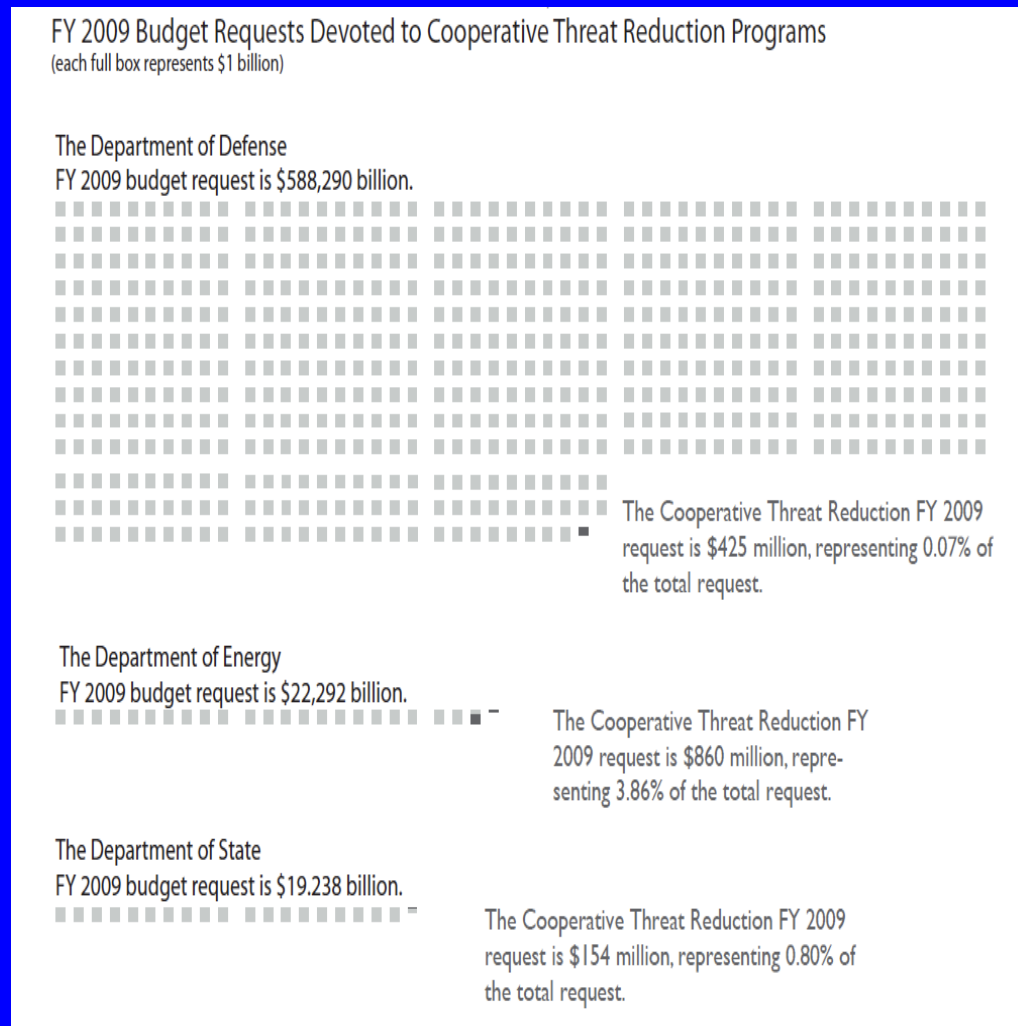 FY 2009 Budget Requests Devoted to Cooperative Threat Reduction Programs
(each full box represents $1 billion)
The Department of Defense
FY 2009 budget request is $588,290 billion.
The Cooperative Threat Reduction FY 2009
request is $425 million, representing 0.07% of
the total request.
The Department of Energy
FY 2009 budget request is $22,292 billion.
The Cooperative Threat Reduction FY
2009 request is $860 million, repre-
senting 3.86% of the total request.
The Department of State
FY 2009 budget request is $19.238 billion.
The Cooperative Threat Reduction FY 2009
request is $154 million, representing 0.80% of
the total request.